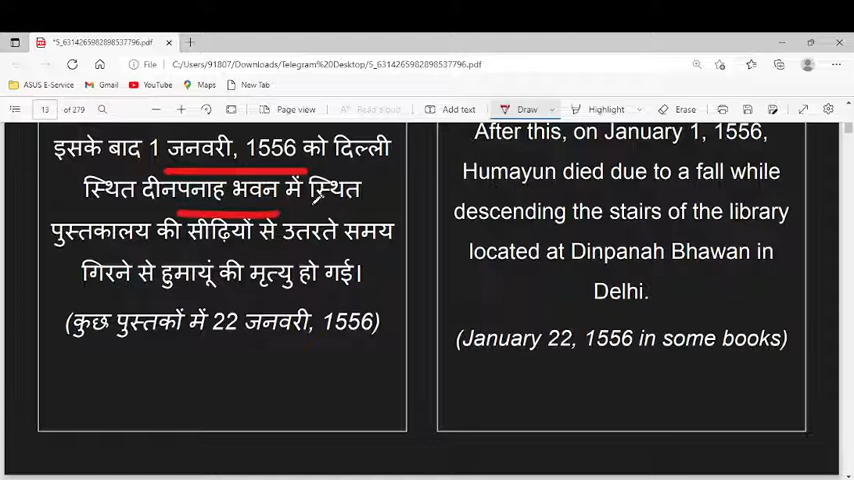 *5_6314265982898537796.pdf
File
C:/Users/91807/Downloads/Telegram%20Desktop/5_6314265982898537796.pdf
ASUS E-Service
Gmail
YouTube
Maps
New Tab
13
of 279
Page view
Read aloud
Add text
Draw
Highlight
Erase
इसके बाद 1 जनवरी, 1556 को दिल्ली
स्थित दीनपनाह भवन में स्थित
पुस्तकालय की सीढ़ियों से उतरते समय
गिरने से हुमायूं की मृत्यु हो गई।
(कुछ पुस्तकों में 22 जनवरी, 1556)
After this, on January 1, 1556,
Humayun died due to a fall while
descending the stairs of the library
located at Dinpanah Bhawan in
Delhi.
(January 22, 1556 in some books)